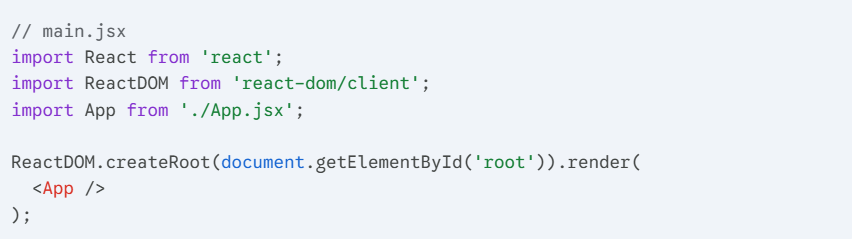 // main.jsx
import React from 'react';
import ReactDOM from 'react-dom/client';
import App from './App.jsx';
ReactDOM.createRoot(document.getElementById('root')).render(
  <App />
);